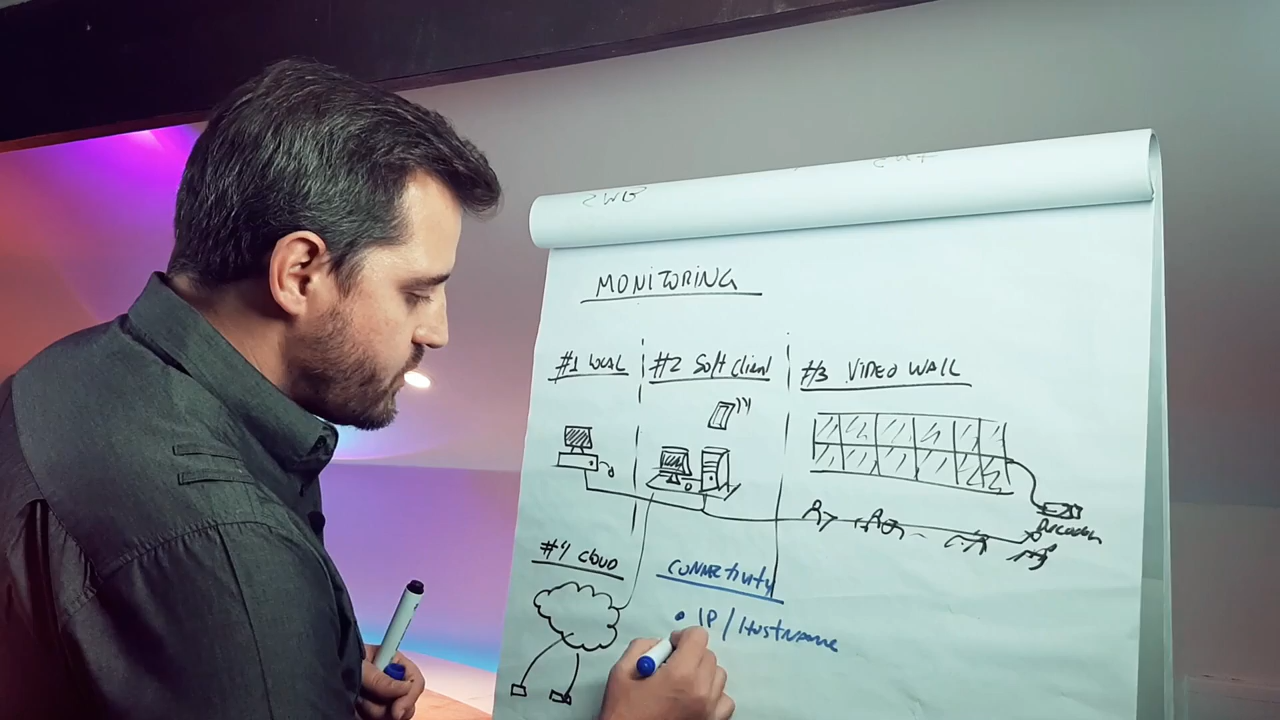 MONITORING
#1 LOCAL
#2 Soft Client
#3 VIDEO WALL
Decoder
#4 CLOUD
CONNECtivity
• IP / HostNAME